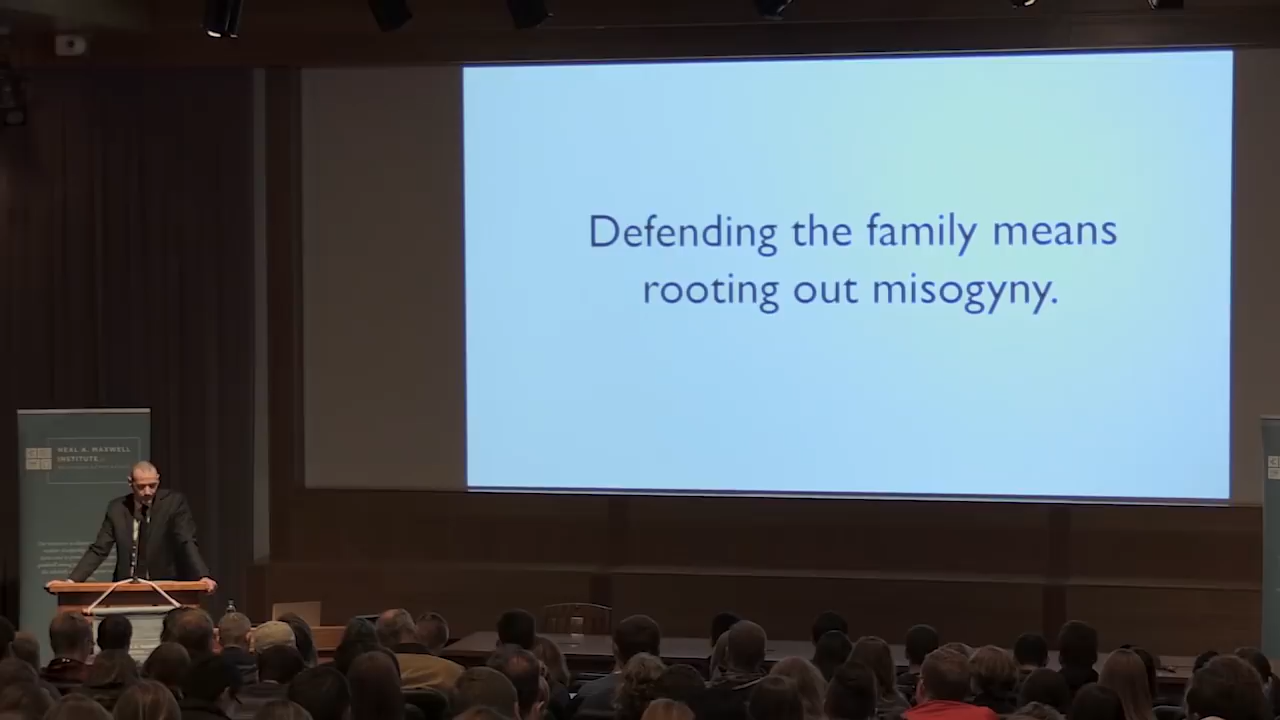 Defending the family means
rooting out misogyny.
NEAL A. MAXWELL
INSTITUTE